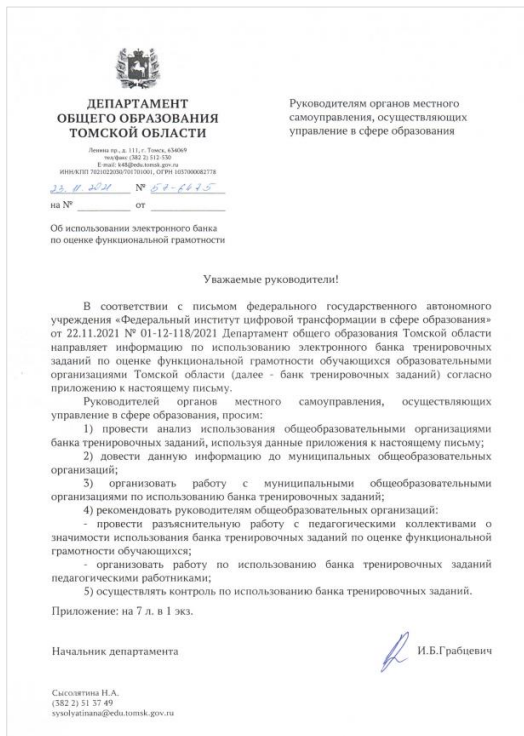 ДЕПАРТАМЕНТ
ОБЩЕГО ОБРАЗОВАНИЯ
ТОМСКОЙ ОБЛАСТИ
Ленина пр., д. 111, г. Томск, 634069
тел/факс (382 2) 512-530
E-mail: k48@edu.tomsk.gov.ru
ИНН/КПП 7021022030/701701001, ОГРН 1037000082778
23.11.2021 № 57-6425
на № от
Руководителям органов местного
самоуправления, осуществляющих
управление в сфере образования
Об использовании электронного банка
по оценке функциональной грамотности
Уважаемые руководители!
В соответствии с письмом федерального государственного автономного
учреждения «Федеральный институт цифровой трансформации в сфере образования»
от 22.11.2021 № 01-12-118/2021 Департамент общего образования Томской области
направляет информацию по использованию электронного банка тренировочных
заданий по оценке функциональной грамотности обучающихся образовательными
организациями Томской области (далее - банк тренировочных заданий) согласно
приложению к настоящему письму.
Руководителей органов местного самоуправления, осуществляющих
управление в сфере образования, просим:
1) провести анализ использования общеобразовательными организациями
банка тренировочных заданий, используя данные приложения к настоящему письму;
2) довести данную информацию до муниципальных общеобразовательных
организаций;
3) организовать работу с муниципальными общеобразовательными
организациями по использованию банка тренировочных заданий;
4) рекомендовать руководителям общеобразовательных организаций:
- провести разъяснительную работу с педагогическими коллективами о
значимости использования банка тренировочных заданий по оценке функциональной
грамотности обучающихся;
- организовать работу по использованию банка тренировочных заданий
педагогическими работниками;
5) осуществлять контроль по использованию банка тренировочных заданий.
Приложение: на 7 л. в 1 экз.
Начальник департамента
И.Б.Грабцевич
Сысолятина Н.А.
(382 2) 51 37 49
sysolyatinana@edu.tomsk.gov.ru